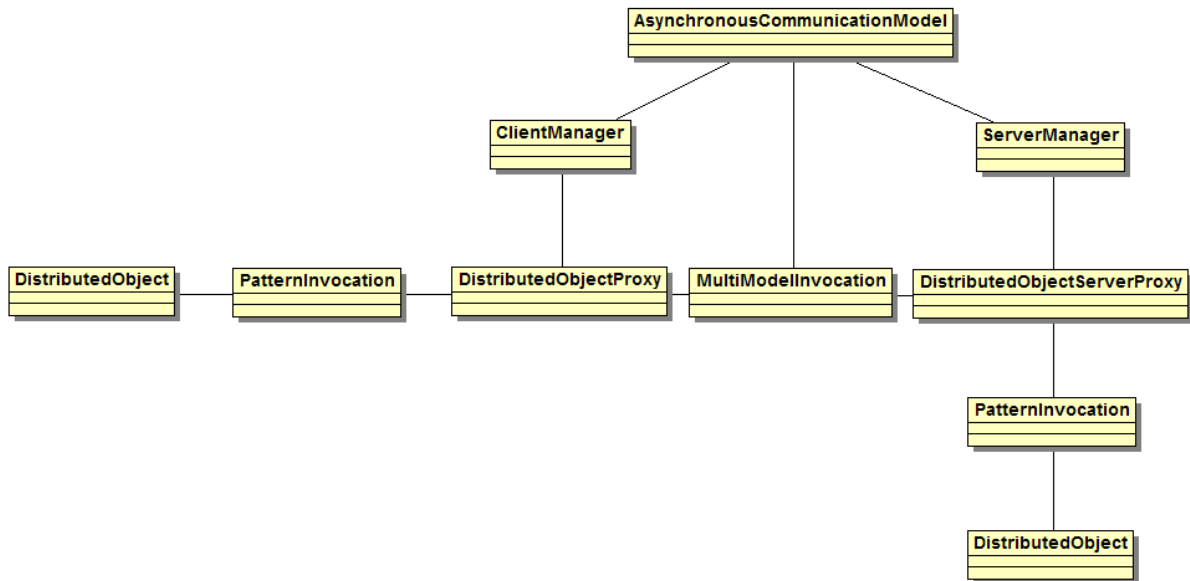 AsynchronousCommunicationModel
ClientManager
ServerManager
DistributedObject
PatternInvocation
DistributedObjectProxy
MultiModelInvocation
DistributedObjectServerProxy
PatternInvocation
DistributedObject